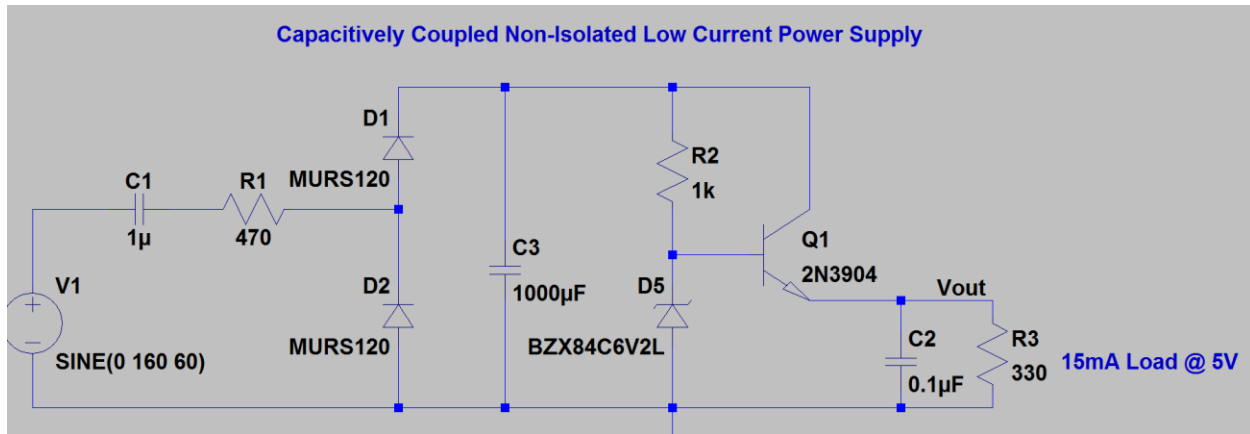 Capacitively Coupled Non-Isolated Low Current Power Supply
D1
MURS120
R2
1k
C1
1µ
R1
470
Q1
2N3904
C3
1000µF
V1
SINE(0 160 60)
D2
MURS120
D5
BZX84C6V2L
Vout
C2
0.1µF
R3
330
15mA Load @ 5V
+
−